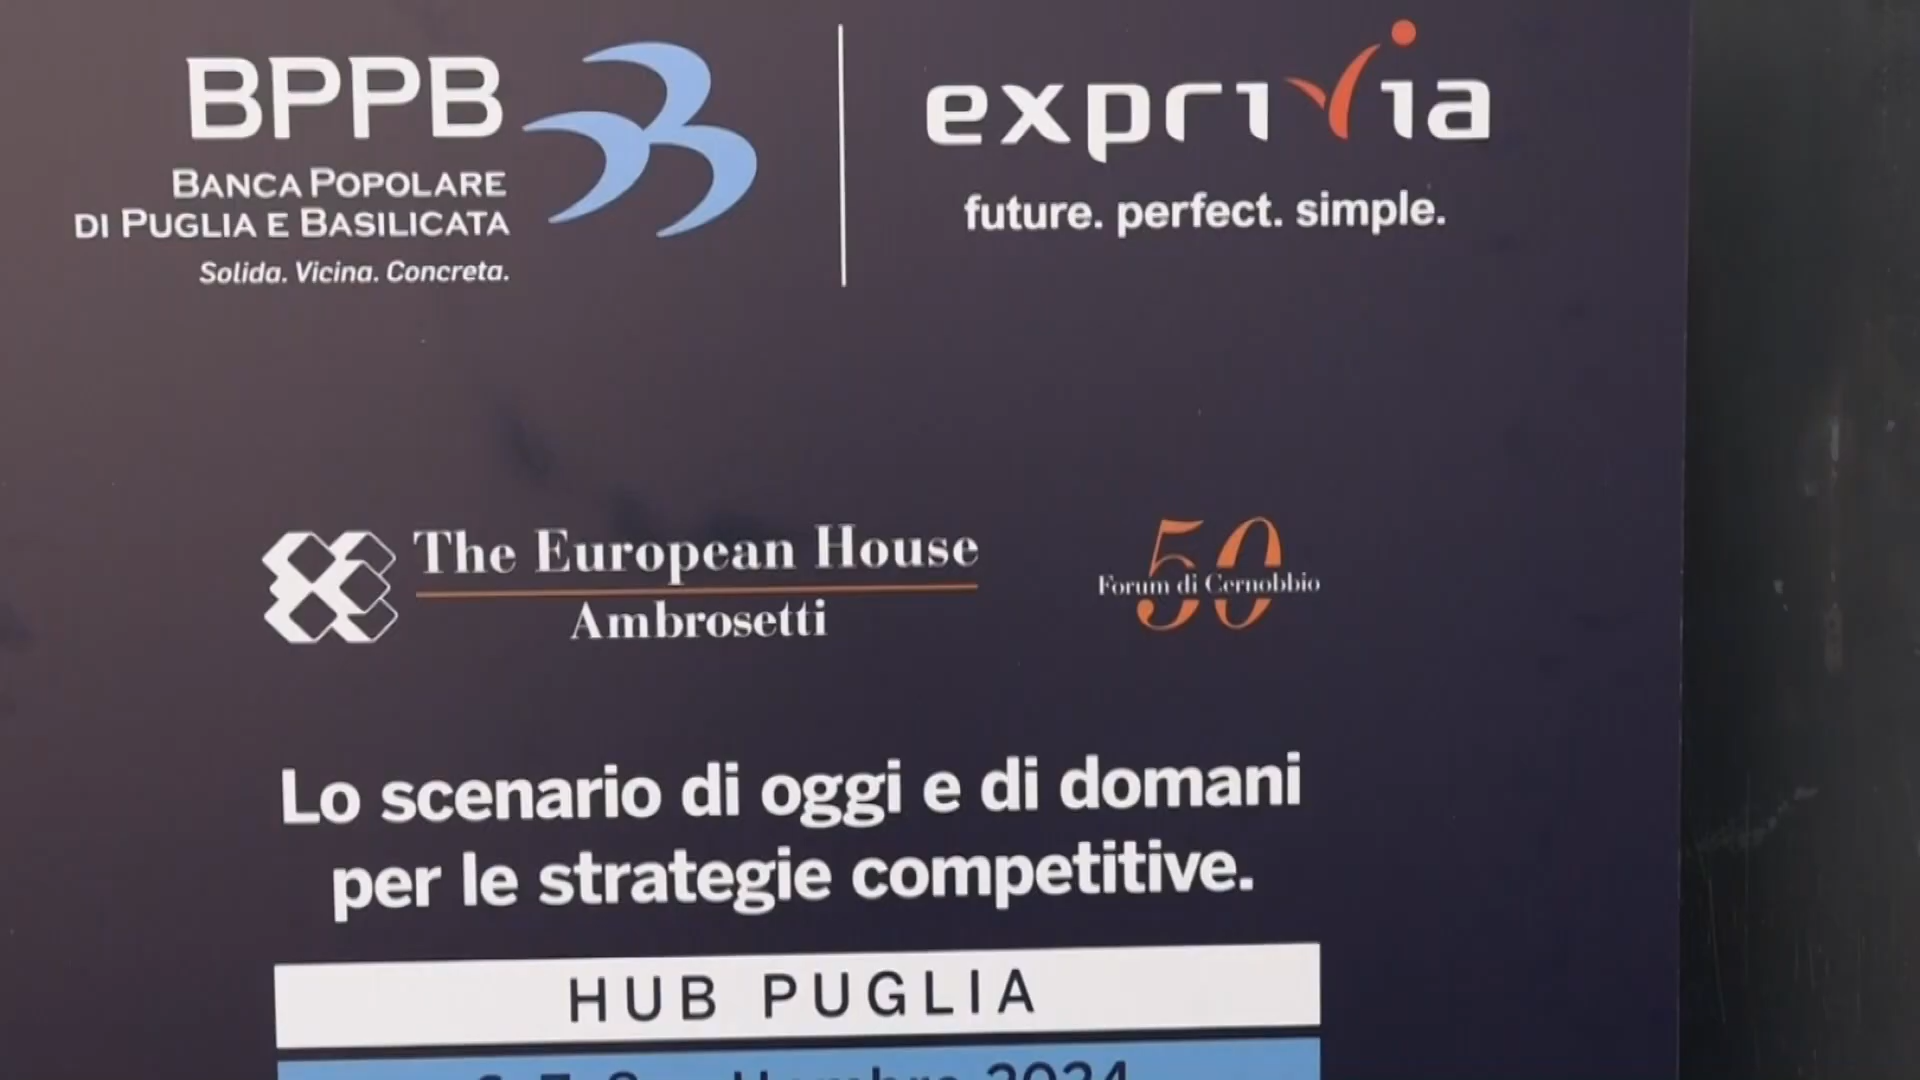 BPPB
BANCA POPOLARE
DI PUGLIA E BASILICATA
Solida. Vicina. Concreta.
exprivia
future. perfect. simple.
The European House
Ambrosetti
50
Forum di Cernobbio
Lo scenario di oggi e di domani
per le strategie competitive.
HUB PUGLIA
2024